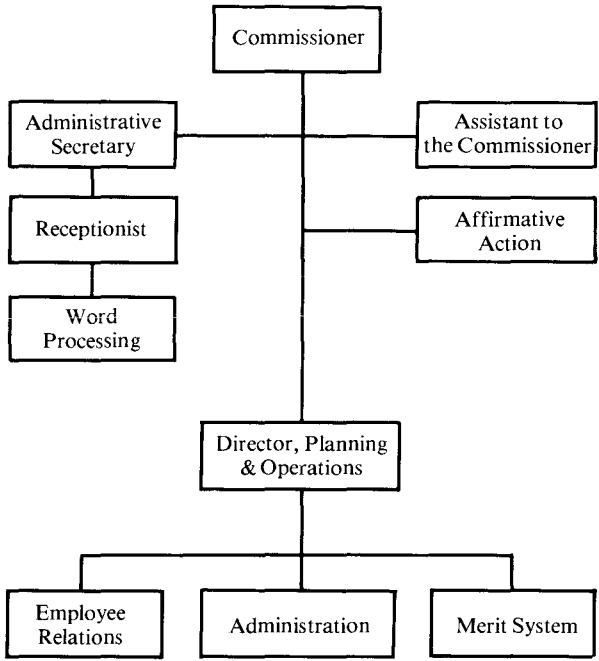 Commissioner
Administrative
Secretary
Assistant to
the Commissioner
Receptionist
Affirmative
Action
Word
Processing
Director, Planning
& Operations
Employee
Relations
Administration
Merit System